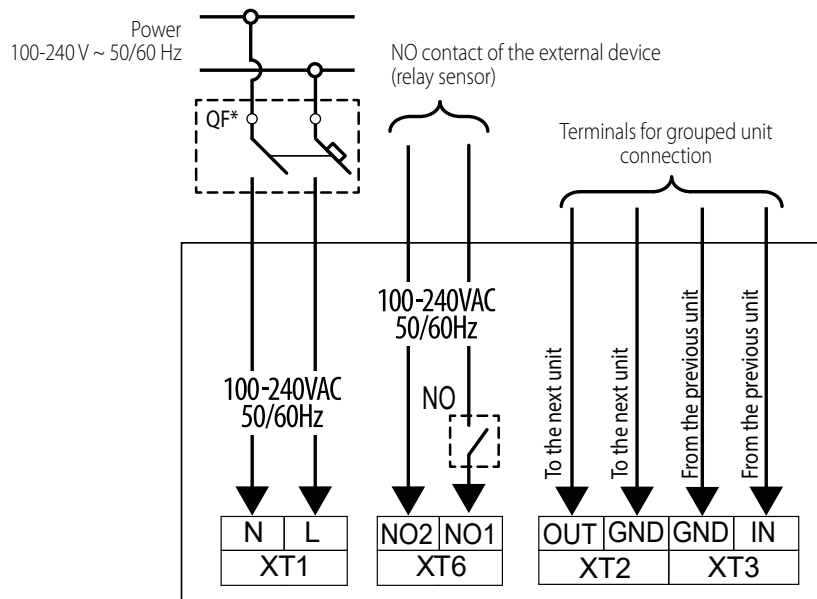 Power
100-240 V ~ 50/60 Hz
NO contact of the external device
(relay sensor)
QF*
Terminals for grouped unit
connection
100-240VAC
50/60Hz
100-240VAC
50/60Hz
NO
To the next unit
To the next unit
From the previous unit
From the previous unit
N L
XT1
NO2 NO1
XT6
OUT GND GND IN
XT2 XT3